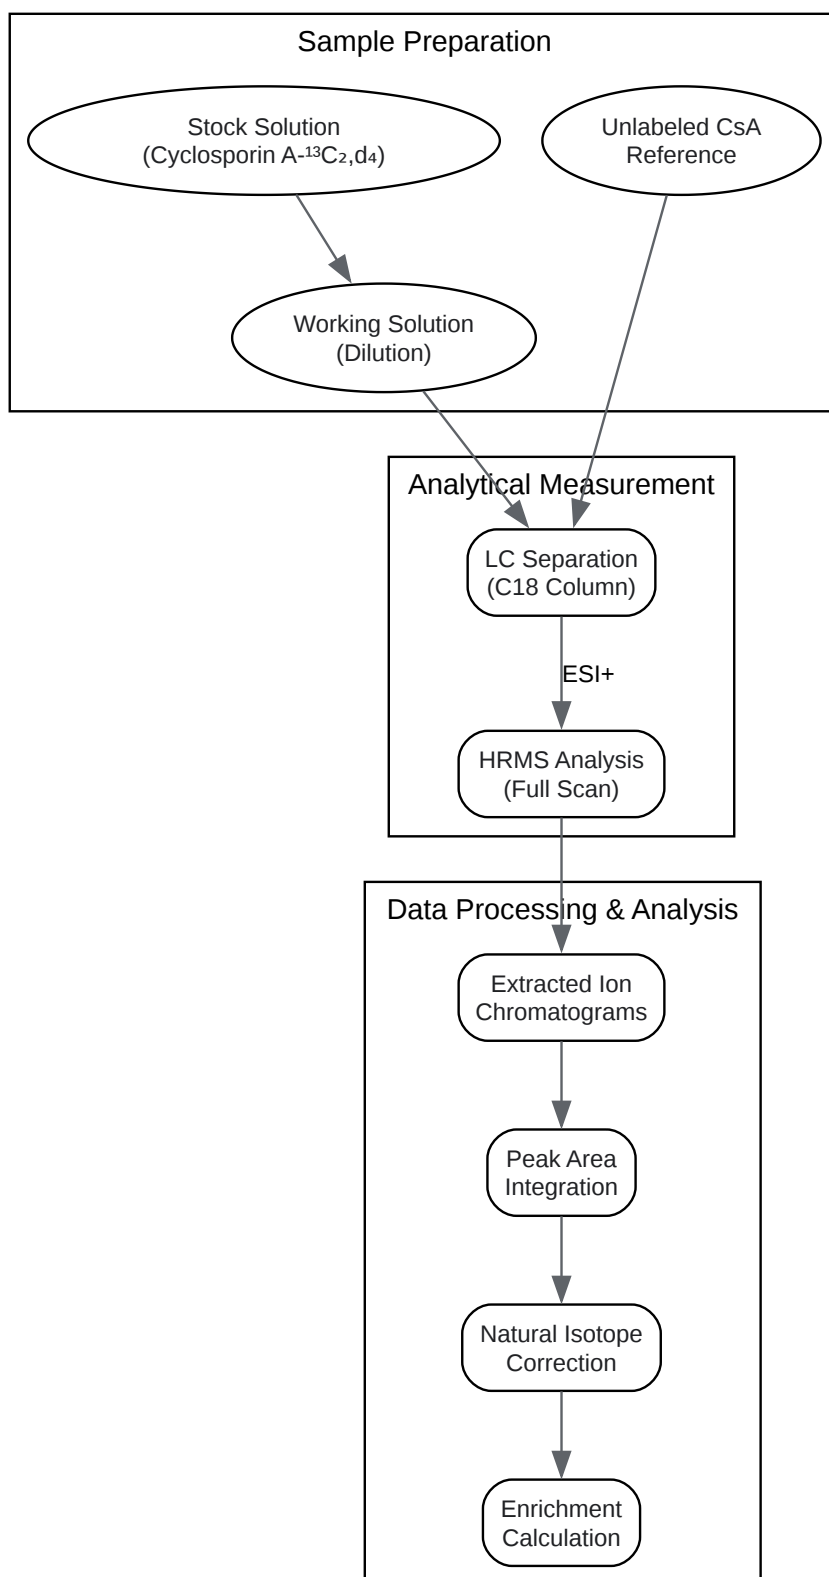 Sample Preparation
Stock Solution
(Cyclosporin A-¹³C₂,d₄)
Unlabeled CsA
Reference
Working Solution
(Dilution)
Analytical Measurement
LC Separation
(C18 Column)
ESI+
HRMS Analysis
(Full Scan)
Data Processing & Analysis
Extracted Ion
Chromatograms
Peak Area
Integration
Natural Isotope
Correction
Enrichment
Calculation